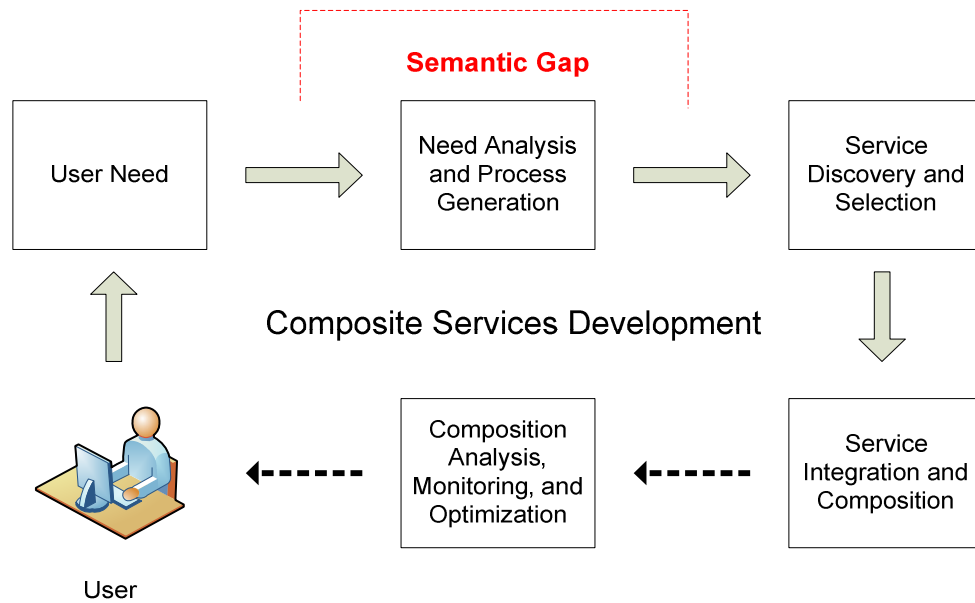 Semantic Gap
User Need
Need Analysis
and Process
Generation
Service
Discovery and
Selection
Composite Services Development
Composition
Analysis,
Monitoring, and
Optimization
Service
Integration and
Composition
User